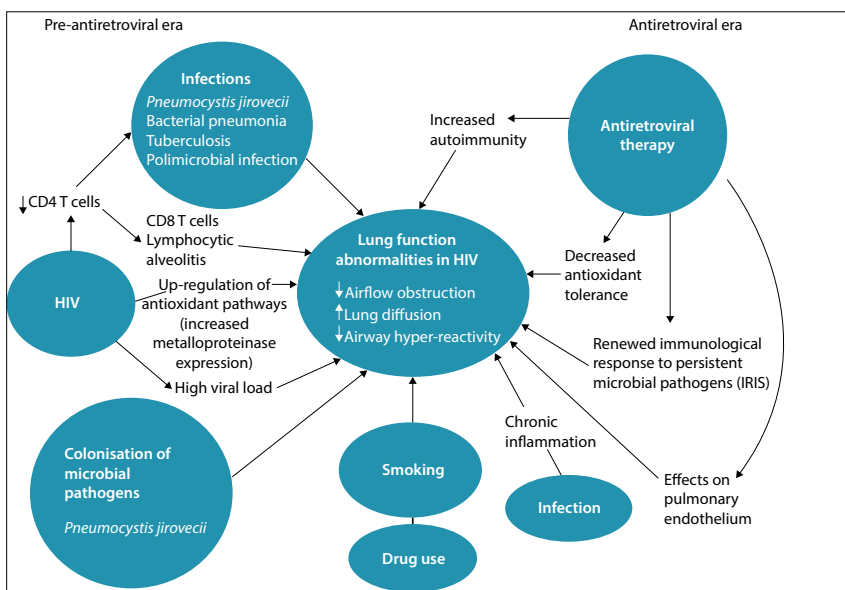 Pre-antiretroviral era
Antiretroviral era
Infections
Pneumocystis jirovecii
Bacterial pneumonia
Tuberculosis
Polimicrobial infection
Increased
autoimmunity
Antiretroviral
therapy
↓CD4 T cells
CD8 T cells
Lymphocytic
alveolitis
Lung function
abnormalities in HIV
↓Airflow obstruction
↑Lung diffusion
↓Airway hyper-reactivity
Decreased
antioxidant
tolerance
HIV
Up-regulation of
antioxidant pathways
(increased
metalloproteinase
expression)
High viral load
Renewed immunological
response to persistent
microbial pathogens (IRIS)
Colonisation of
microbial
pathogens
Pneumocystis jirovecii
Smoking
Drug use
Chronic
inflammation
Infection
Effects on
pulmonary
endothelium